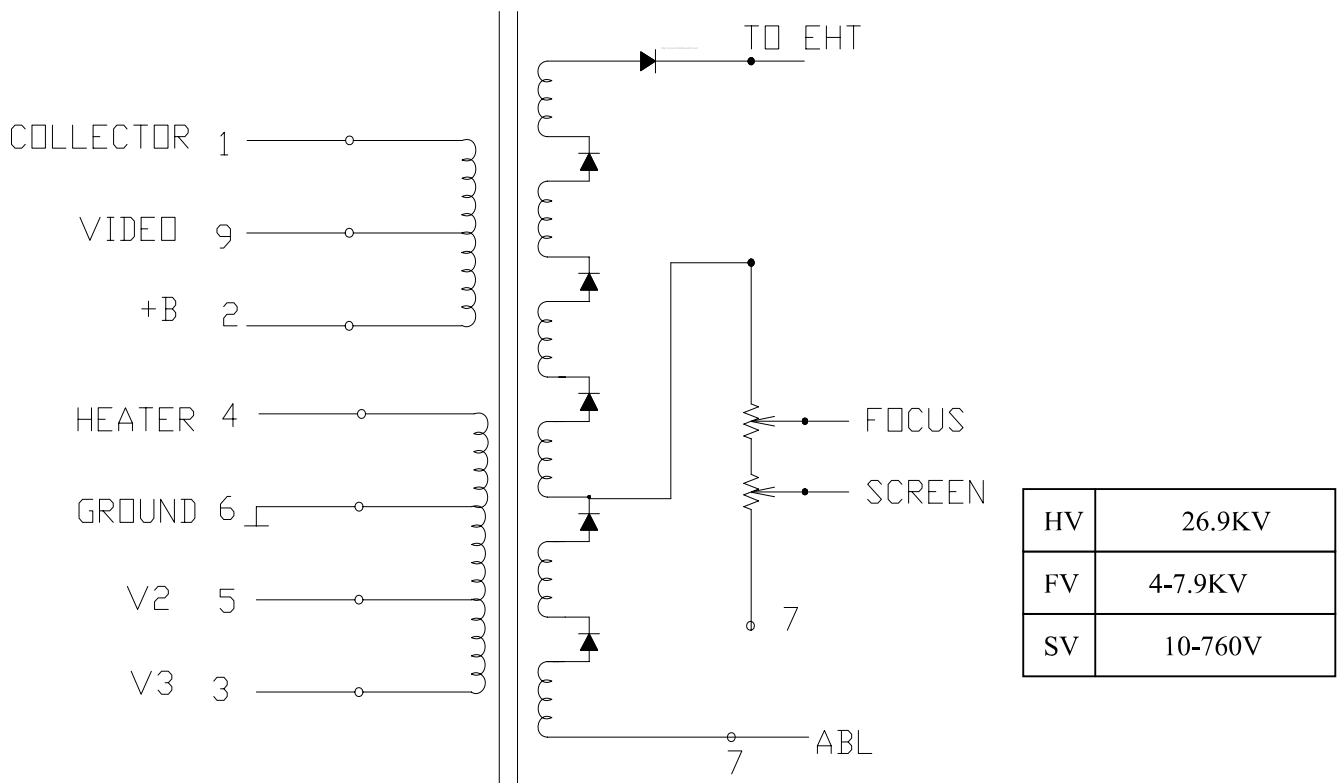 TO EHT
COLLECTOR 1
VIDEO 9
+B 2
HEATER 4
FOCUS
GROUND 6
SCREEN
V2 5
V3 3
7
ABL
7
HV 26.9KV
FV 4-7.9KV
SV 10-760V